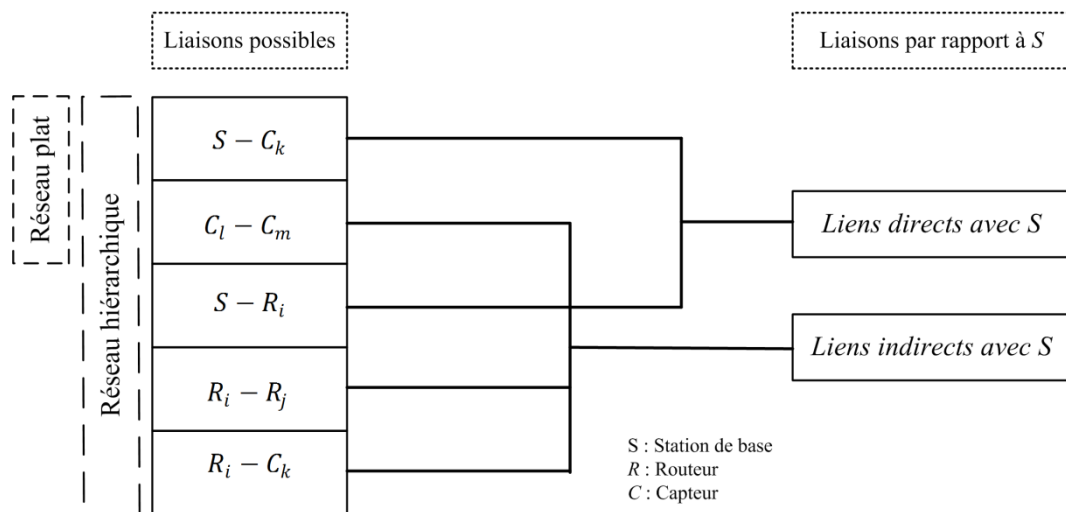 Liaisons possibles
Liaisons par rapport à S
Réseau plat
Réseau hiérarchique
S − C_k
C_l − C_m
S − R_i
R_i − R_j
R_i − C_k
Liens directs avec S
Liens indirects avec S
S : Station de base
R : Routeur
C : Capteur